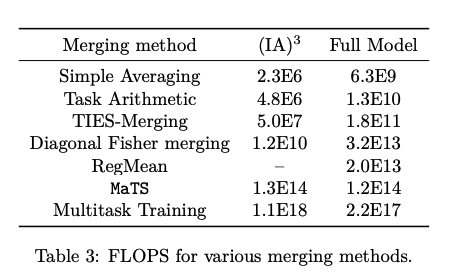 Merging method (IA)³ Full Model
Simple Averaging 2.3E6 6.3E9
Task Arithmetic 4.8E6 1.3E10
TIES-Merging 5.0E7 1.8E11
Diagonal Fisher merging 1.2E10 3.2E13
RegMean – 2.0E13
MaTS 1.3E14 1.2E14
Multitask Training 1.1E18 2.2E17
Table 3: FLOPS for various merging methods.